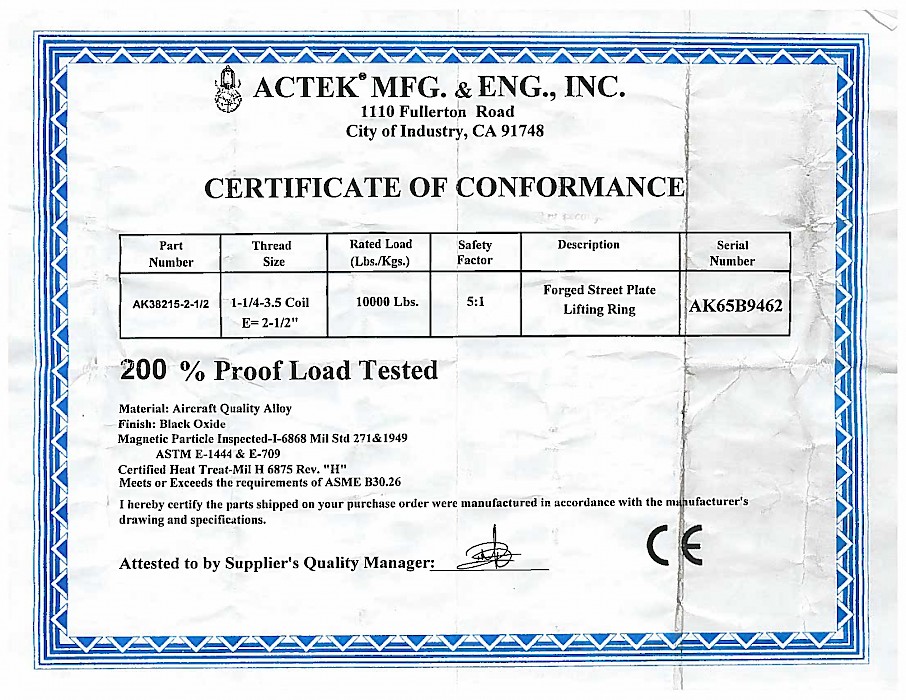 ACTEK® MFG. & ENG., INC.
1110 Fullerton Road
City of Industry, CA 91748
CERTIFICATE OF CONFORMANCE
Part Number
Thread Size
Rated Load (Lbs./Kgs.)
Safety Factor
Description
Serial Number
AK38215-2-1/2
1-1/4-3.5 Coil
E= 2-1/2"
10000 Lbs.
5:1
Forged Street Plate
Lifting Ring
AK65B9462
200 % Proof Load Tested
Material: Aircraft Quality Alloy
Finish: Black Oxide
Magnetic Particle Inspected-I-6868 Mil Std 271&1949
ASTM E-1444 & E-709
Certified Heat Treat-Mil H 6875 Rev. "H"
Meets or Exceeds the requirements of ASME B30.26
I hereby certify the parts shipped on your purchase order were manufactured in accordance with the manufacturer's
drawing and specifications.
Attested to by Supplier's Quality Manager:
CE